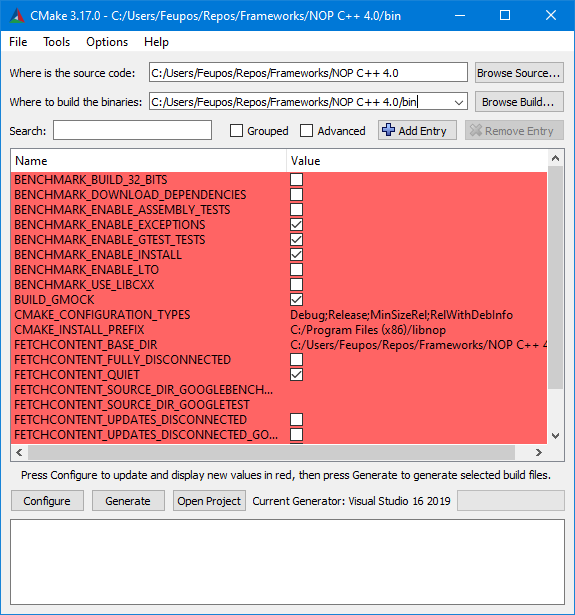 CMake 3.17.0 - C:/Users/Feupos/Repos/Frameworks/NOP C++ 4.0/bin
File Tools Options Help
Where is the source code: C:/Users/Feupos/Repos/Frameworks/NOP C++ 4.0 Browse Source...
Where to build the binaries: C:/Users/Feupos/Repos/Frameworks/NOP C++ 4.0/bin Browse Build...
Search: Grouped Advanced Add Entry Remove Entry
Name Value
BENCHMARK_BUILD_32_BITS
BENCHMARK_DOWNLOAD_DEPENDENCIES
BENCHMARK_ENABLE_ASSEMBLY_TESTS
BENCHMARK_ENABLE_EXCEPTIONS
BENCHMARK_ENABLE_GTEST_TESTS
BENCHMARK_ENABLE_INSTALL
BENCHMARK_ENABLE_LTO
BENCHMARK_USE_LIBCXX
BUILD_GMOCK
CMAKE_CONFIGURATION_TYPES Debug;Release;MinSizeRel;RelWithDebInfo
CMAKE_INSTALL_PREFIX C:/Program Files (x86)/libnop
FETCHCONTENT_BASE_DIR C:/Users/Feupos/Repos/Frameworks/NOP C++ 4
FETCHCONTENT_FULLY_DISCONNECTED
FETCHCONTENT_QUIET
FETCHCONTENT_SOURCE_DIR_GOOGLEBENCH...
FETCHCONTENT_SOURCE_DIR_GOOGLETEST
FETCHCONTENT_UPDATES_DISCONNECTED
FETCHCONTENT_UPDATES_DISCONNECTED_GO...
Press Configure to update and display new values in red, then press Generate to generate selected build files.
Configure Generate Open Project Current Generator: Visual Studio 16 2019